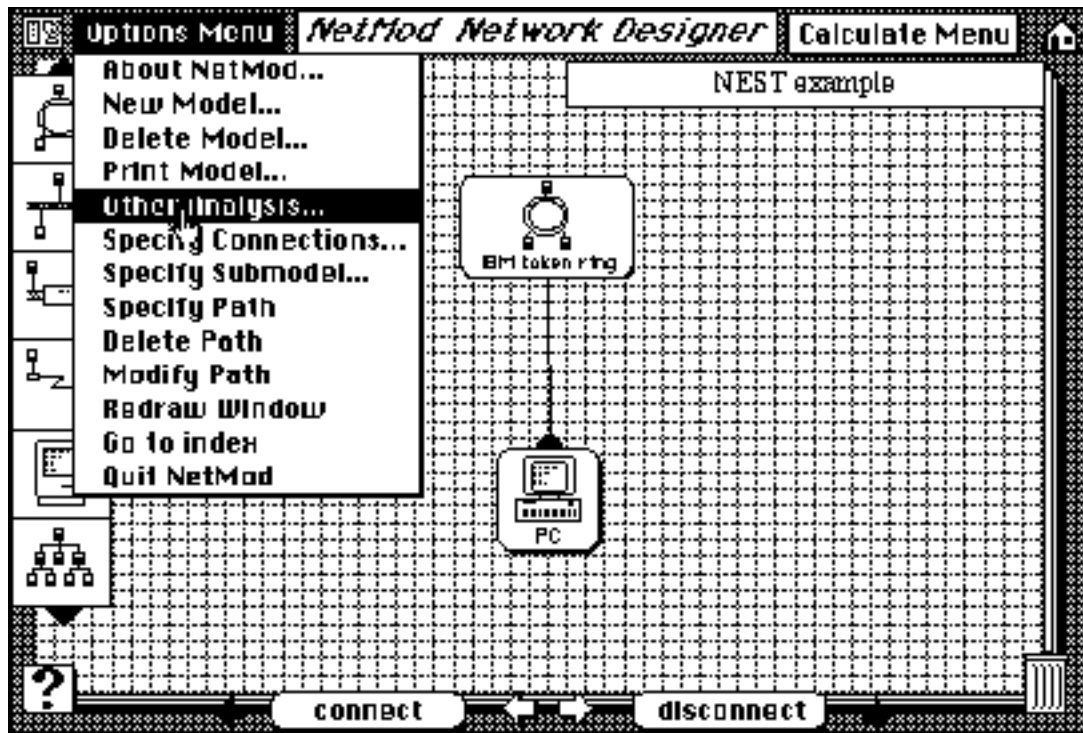 Options Menu
NetMod Network Designer
Calculate Menu
NEST example
About NetMod...
New Model...
Delete Model...
Print Model...
Other Analysis...
Specify Connections...
Specify Submodel...
Specify Path
Delete Path
Modify Path
Redraw Window
Go to index
Quit NetMod
IBM token ring
PC
?
connect
disconnect